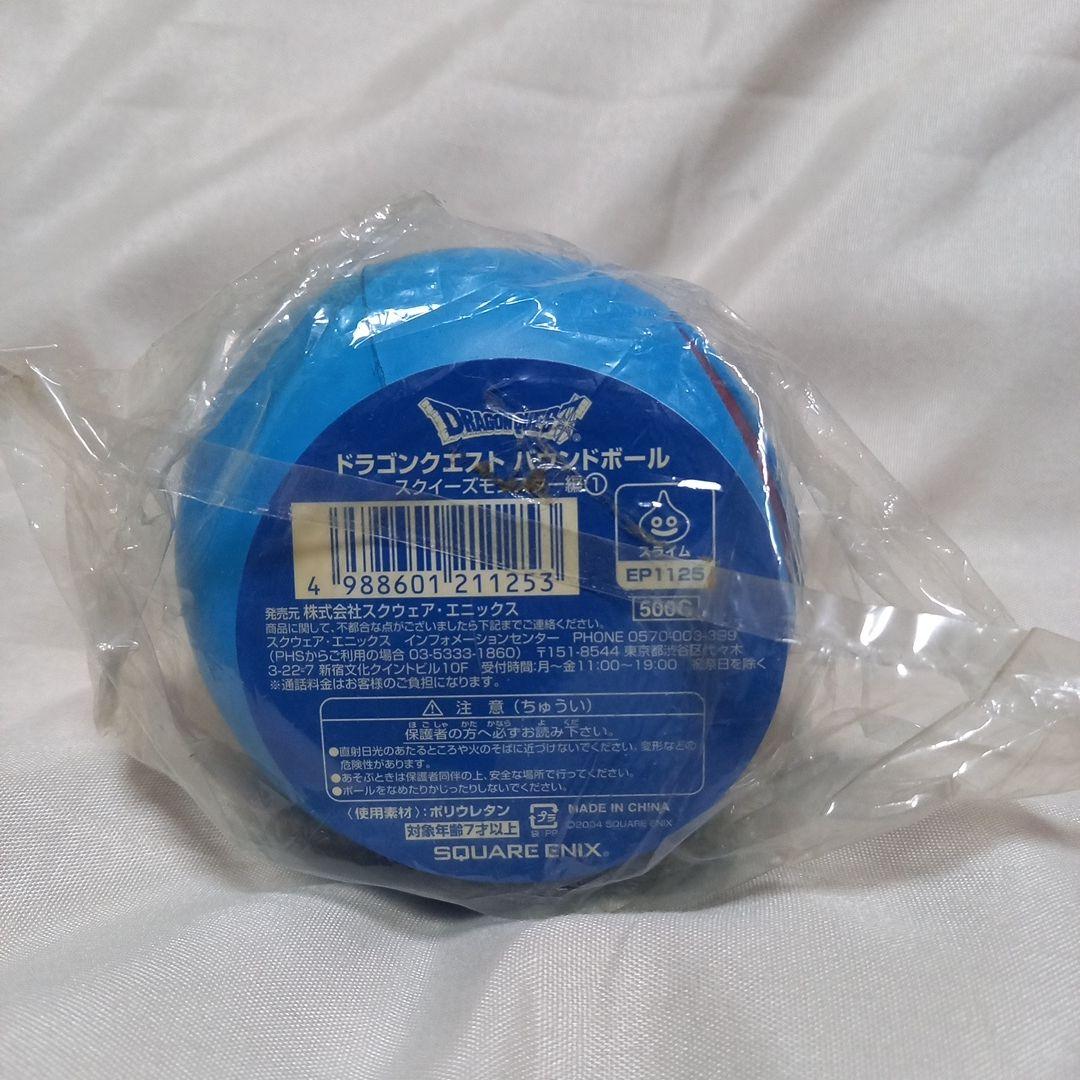 DRAGON QUEST
ドラゴンクエスト バウンドボール
スクイーズモンスター編①
4 988601 211253
スライム
EP1125
500G
発売元 株式会社スクウェア・エニックス
商品に関して、不都合な点がございましたら下記までご連絡ください。
スクウェア・エニックス インフォメーションセンター PHONE 0570-003-399
(PHSからご利用の場合 03-5333-1860) 〒151-8544 東京都渋谷区代々木
3-22-7 新宿文化クイントビル10F 受付時間:月〜金11:00〜19:00 祝祭日を除く
※通話料金はお客様のご負担になります。
⚠ 注 意 (ちゅうい)
ほごしゃ かた かなら よ くだ
保護者の方へ必ずお読み下さい。
●直射日光のあたるところや火のそばに近づけないでください。変形などの
危険性があります。
●あそぶときは保護者同伴の上、安全な場所で行ってください。
●ボールをなめたりかじったりしないでください。
〈使用素材〉:ポリウレタン
対象年齢7才以上
プラ
袋:PP
MADE IN CHINA
©2004 SQUARE ENIX
SQUARE ENIX®